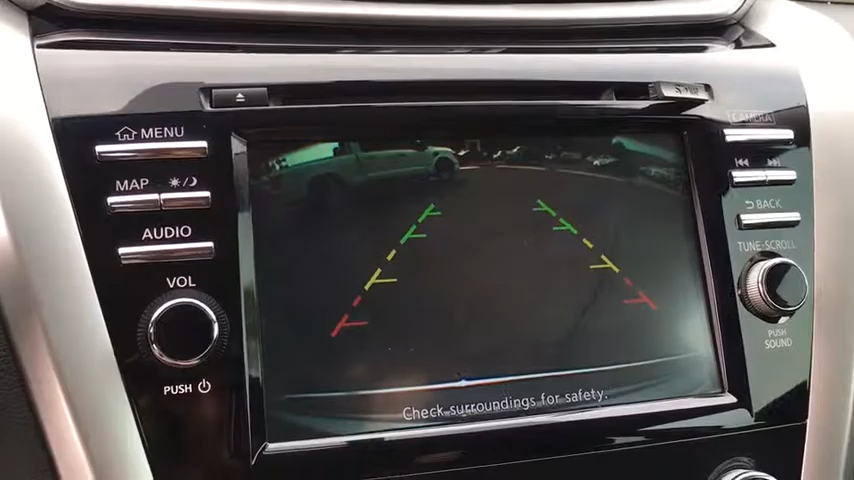 MENU
MAP
AUDIO
VOL
PUSH
CAMERA
BACK
TUNE·SCROLL
PUSH
SOUND
Check surroundings for safety.